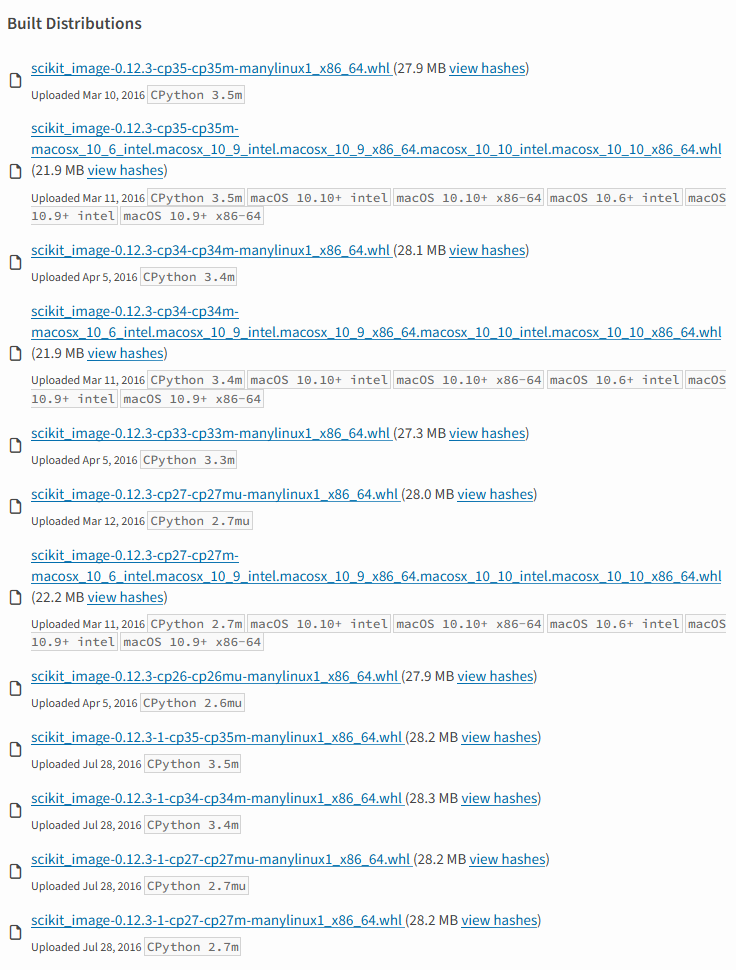 Built Distributions
scikit_image-0.12.3-cp35-cp35m-manylinux1_x86_64.whl (27.9 MB view hashes)
Uploaded Mar 10, 2016 CPython 3.5m
scikit_image-0.12.3-cp35-cp35m-
macosx_10_6_intel.macosx_10_9_intel.macosx_10_9_x86_64.macosx_10_10_intel.macosx_10_10_x86_64.whl
(21.9 MB view hashes)
Uploaded Mar 11, 2016 CPython 3.5m macOS 10.10+ intel macOS 10.10+ x86-64 macOS 10.6+ intel macOS
10.9+ intel macOS 10.9+ x86-64
scikit_image-0.12.3-cp34-cp34m-manylinux1_x86_64.whl (28.1 MB view hashes)
Uploaded Apr 5, 2016 CPython 3.4m
scikit_image-0.12.3-cp34-cp34m-
macosx_10_6_intel.macosx_10_9_intel.macosx_10_9_x86_64.macosx_10_10_intel.macosx_10_10_x86_64.whl
(21.9 MB view hashes)
Uploaded Mar 11, 2016 CPython 3.4m macOS 10.10+ intel macOS 10.10+ x86-64 macOS 10.6+ intel macOS
10.9+ intel macOS 10.9+ x86-64
scikit_image-0.12.3-cp33-cp33m-manylinux1_x86_64.whl (27.3 MB view hashes)
Uploaded Apr 5, 2016 CPython 3.3m
scikit_image-0.12.3-cp27-cp27mu-manylinux1_x86_64.whl (28.0 MB view hashes)
Uploaded Mar 12, 2016 CPython 2.7mu
scikit_image-0.12.3-cp27-cp27m-
macosx_10_6_intel.macosx_10_9_intel.macosx_10_9_x86_64.macosx_10_10_intel.macosx_10_10_x86_64.whl
(22.2 MB view hashes)
Uploaded Mar 11, 2016 CPython 2.7m macOS 10.10+ intel macOS 10.10+ x86-64 macOS 10.6+ intel macOS
10.9+ intel macOS 10.9+ x86-64
scikit_image-0.12.3-cp26-cp26mu-manylinux1_x86_64.whl (27.9 MB view hashes)
Uploaded Apr 5, 2016 CPython 2.6mu
scikit_image-0.12.3-1-cp35-cp35m-manylinux1_x86_64.whl (28.2 MB view hashes)
Uploaded Jul 28, 2016 CPython 3.5m
scikit_image-0.12.3-1-cp34-cp34m-manylinux1_x86_64.whl (28.3 MB view hashes)
Uploaded Jul 28, 2016 CPython 3.4m
scikit_image-0.12.3-1-cp27-cp27mu-manylinux1_x86_64.whl (28.2 MB view hashes)
Uploaded Jul 28, 2016 CPython 2.7mu
scikit_image-0.12.3-1-cp27-cp27m-manylinux1_x86_64.whl (28.2 MB view hashes)
Uploaded Jul 28, 2016 CPython 2.7m